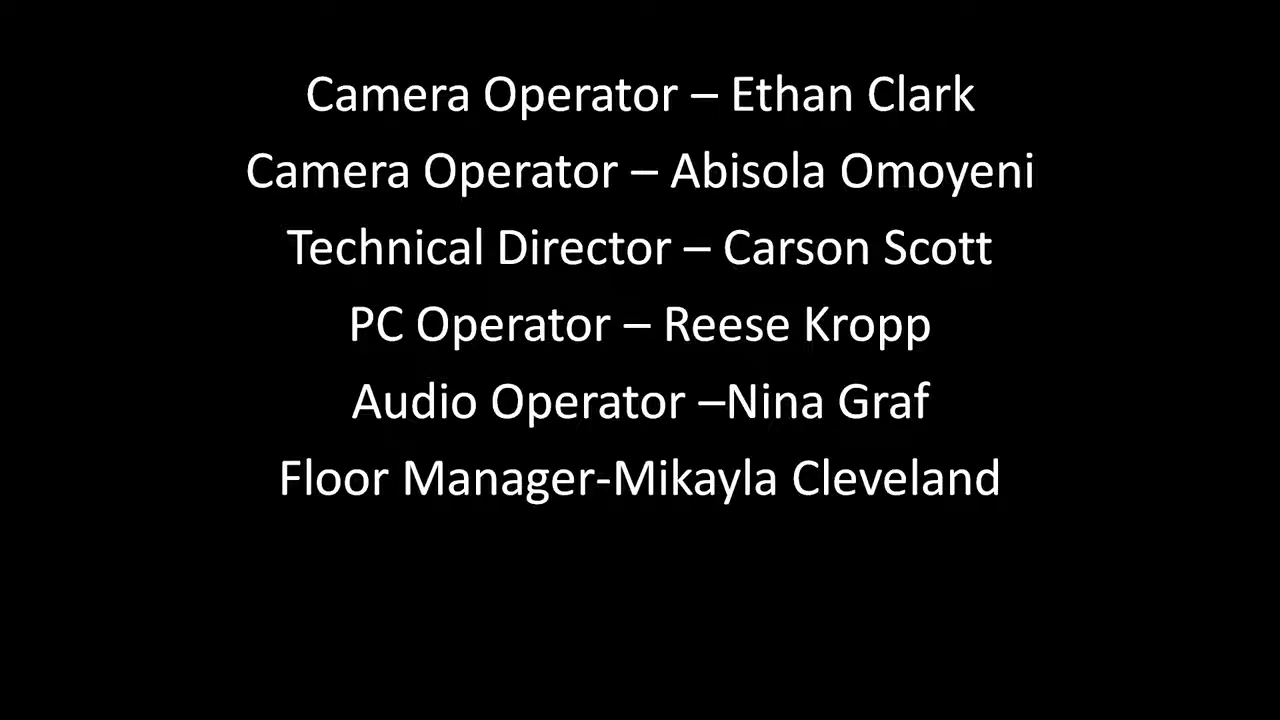 Camera Operator – Ethan Clark
Camera Operator – Abisola Omoyeni
Technical Director – Carson Scott
PC Operator – Reese Kropp
Audio Operator –Nina Graf
Floor Manager-Mikayla Cleveland